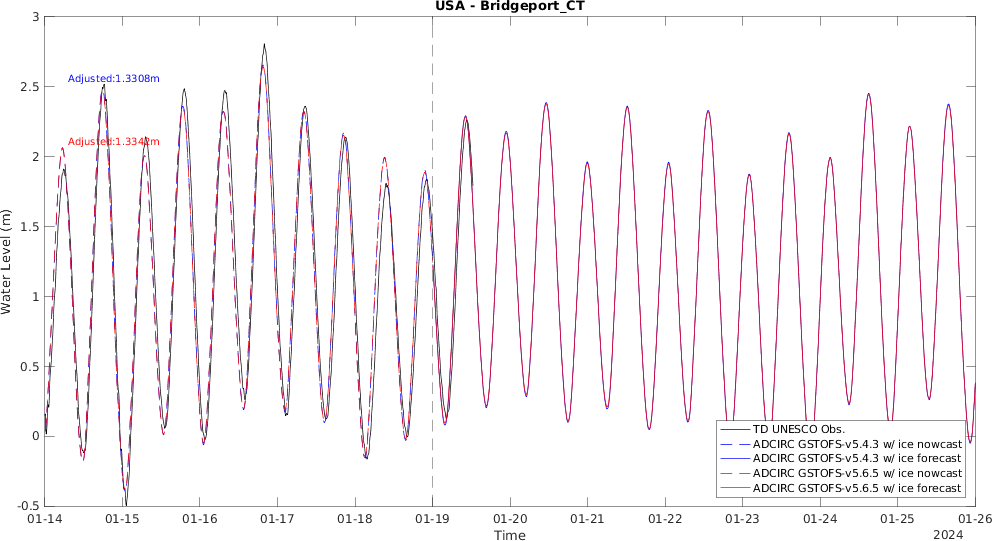 USA - Bridgeport_CT
Water Level (m)
3
2.5
2
1.5
1
0.5
0
-0.5
Adjusted:1.3308m
Adjusted:1.3342m
TD UNESCO Obs.
ADCIRC GSTOFS-v5.4.3 w/ ice nowcast
ADCIRC GSTOFS-v5.4.3 w/ ice forecast
ADCIRC GSTOFS-v5.6.5 w/ ice nowcast
ADCIRC GSTOFS-v5.6.5 w/ ice forecast
01-14 01-15 01-16 01-17 01-18 01-19 01-20 01-21 01-22 01-23 01-24 01-25 01-26
Time
2024